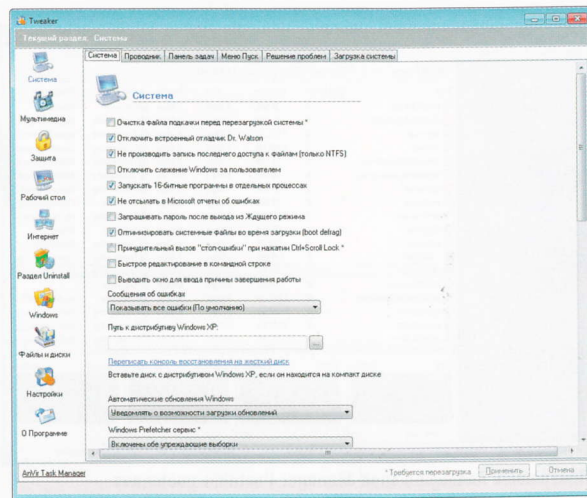 Tweaker
Текущий раздел: Система
Система
Мультимедиа
Защита
Рабочий стол
Интернет
Раздел Uninstall
Windows
Файлы и диски
Настройки
О Программе
Система Проводник Панель задач Меню Пуск Решение проблем Загрузка системы
Система
Очистка файла подкачки перед перезагрузкой системы *
Отключить встроенный отладчик Dr. Watson
Не производить запись последнего доступа к файлам (только NTFS)
Отключить слежение Windows за пользователем
Запускать 16-битные программы в отдельных процессах
Не отсылать в Microsoft отчеты об ошибках
Запрашивать пароль после выхода из Ждущего режима
Оптимизировать системные файлы во время загрузки (boot defrag)
Принудительный вызов "стоп-ошибки" при нажатии Ctrl+Scroll Lock *
Быстрое редактирование в командной строке
Выводить окно для ввода причины завершения работы
Сообщения об ошибках
Показывать все ошибки (По умолчанию)
Путь к дистрибутиву Windows XP:
...
Переписать консоль восстановления на жесткий диск
Вставьте диск с дистрибутивом Windows XP, если он находится на компакт диске
Автоматические обновления Windows
Уведомлять о возможности загрузки обновлений
Windows Prefetcher сервис *
Включены обе упреждающие выборки
AnVir Task Manager
* Требуется перезагрузка
Применить
Отмена